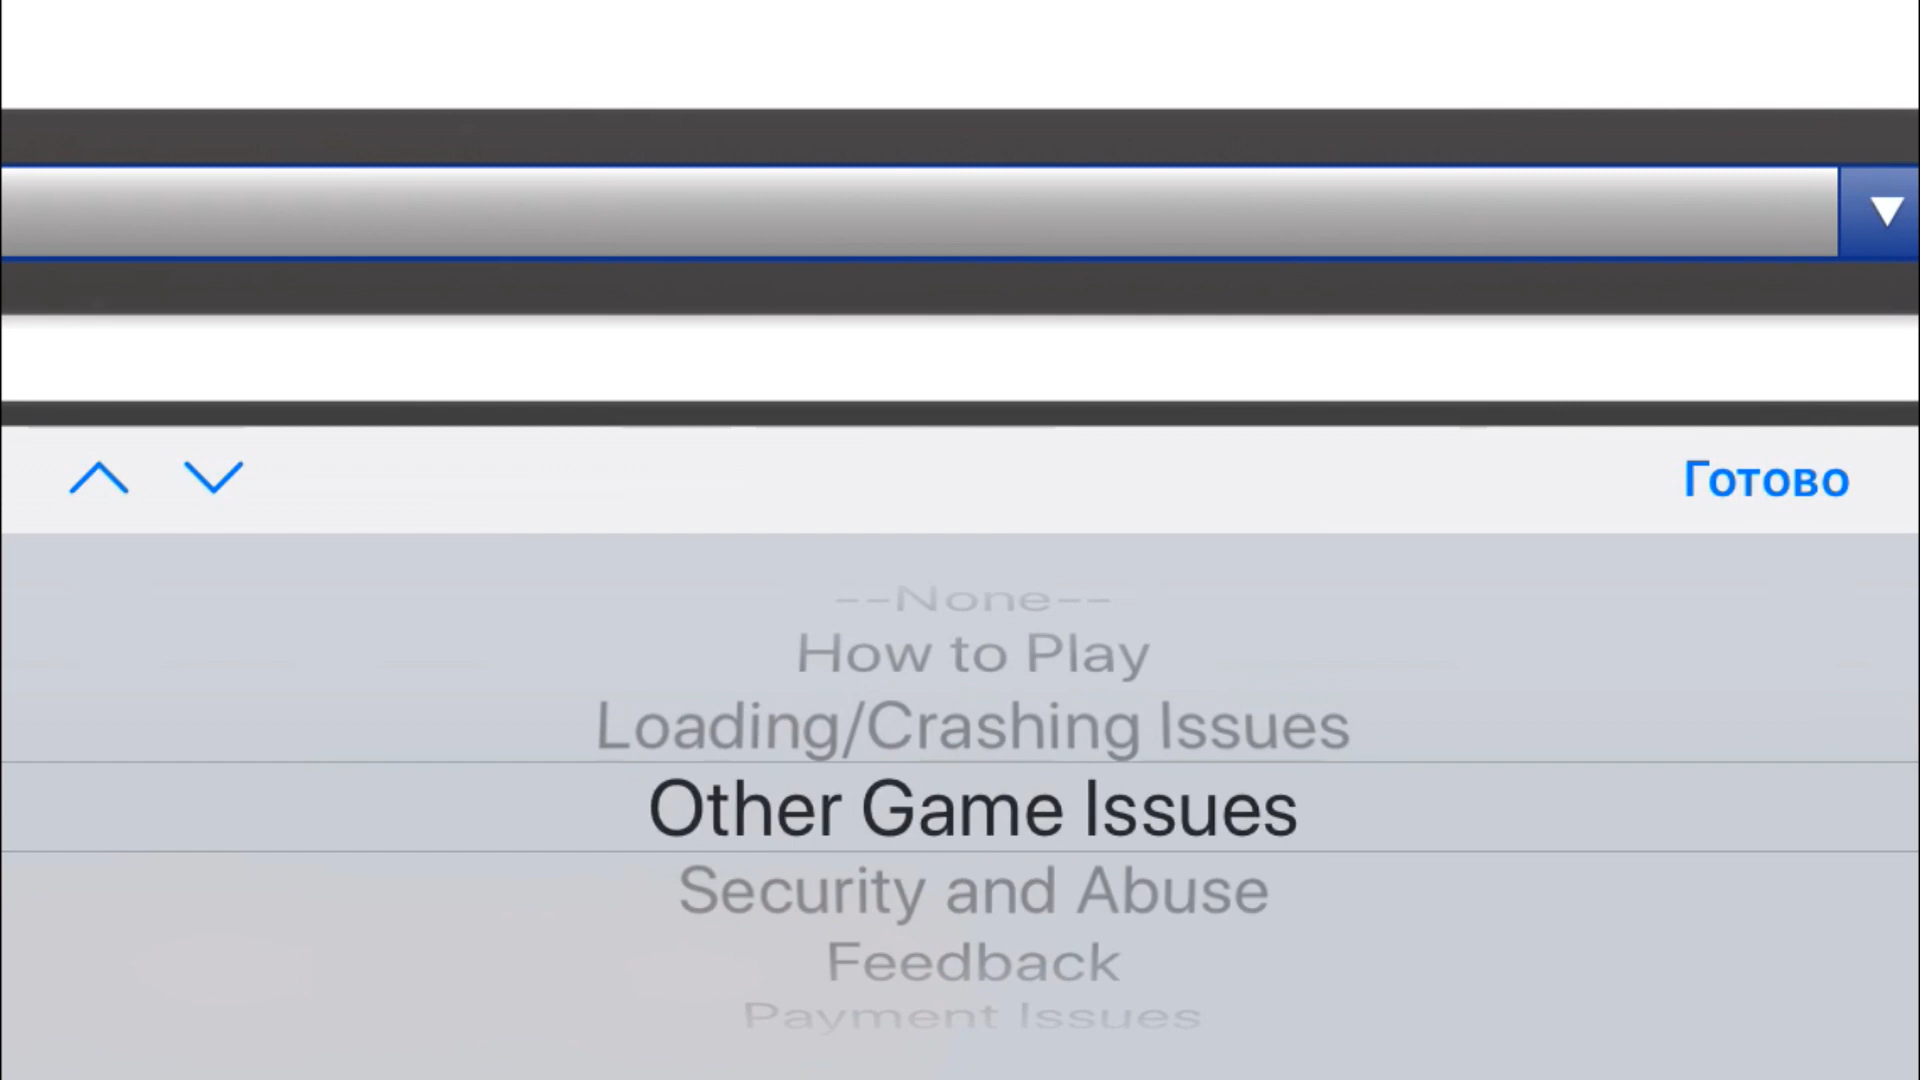 Готово
--None--
How to Play
Loading/Crashing Issues
Other Game Issues
Security and Abuse
Feedback
Payment Issues